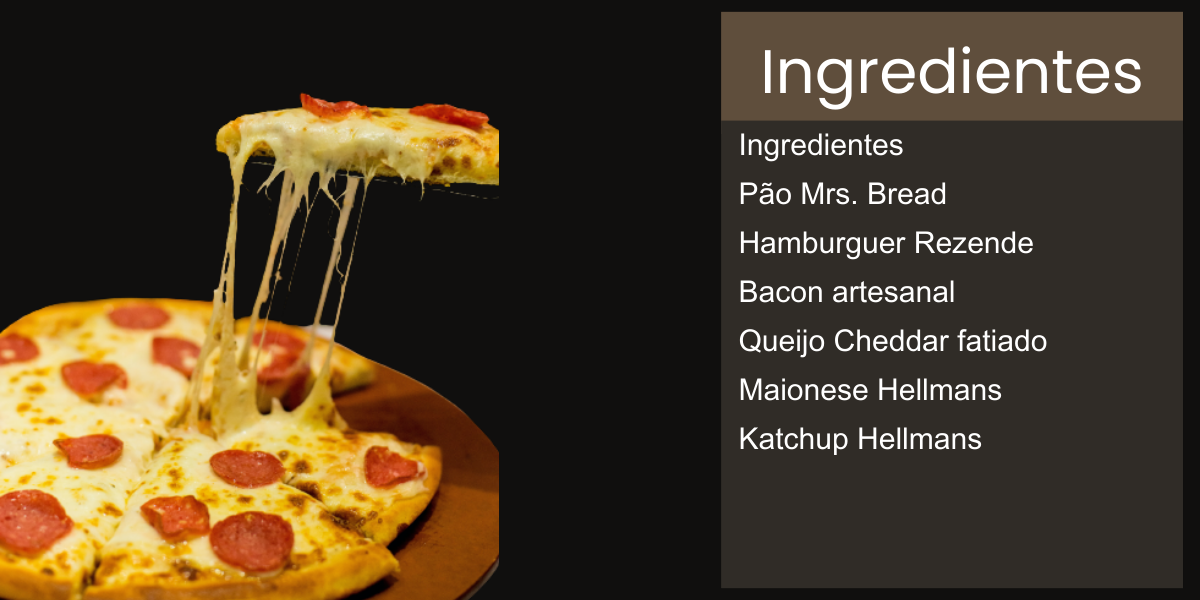 Ingredientes
Ingredientes
Pão Mrs. Bread
Hamburguer Rezende
Bacon artesanal
Queijo Cheddar fatiado
Maionese Hellmans
Katchup Hellmans